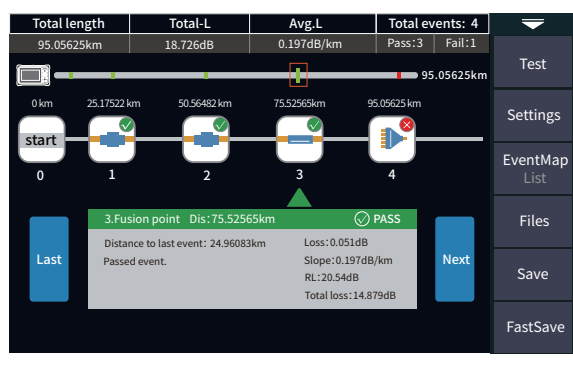 Total length Total-L Avg.L Total events: 4
95.05625km 18.726dB 0.197dB/km Pass:3 Fail:1
95.05625km
0 km 25.17522 km 50.56482 km 75.52565km 95.05625 km
start
0 1 2 3 4
3.Fusion point Dis:75.52565km PASS
Distance to last event: 24.96083km
Passed event.
Loss:0.051dB
Slope:0.197dB/km
RL:20.54dB
Total loss:14.879dB
Last
Next
Test
Settings
EventMap
List
Files
Save
FastSave